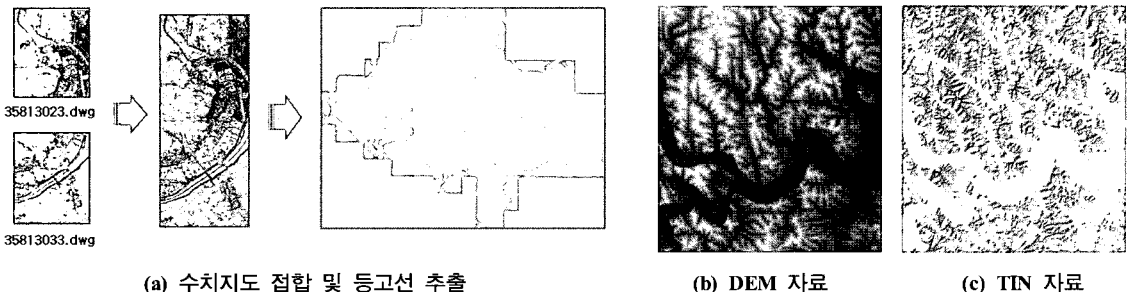 35813023.dwg
35813033.dwg
(a) 수치지도 접합 및 등고선 추출
(b) DEM 자료
(c) TIN 자료